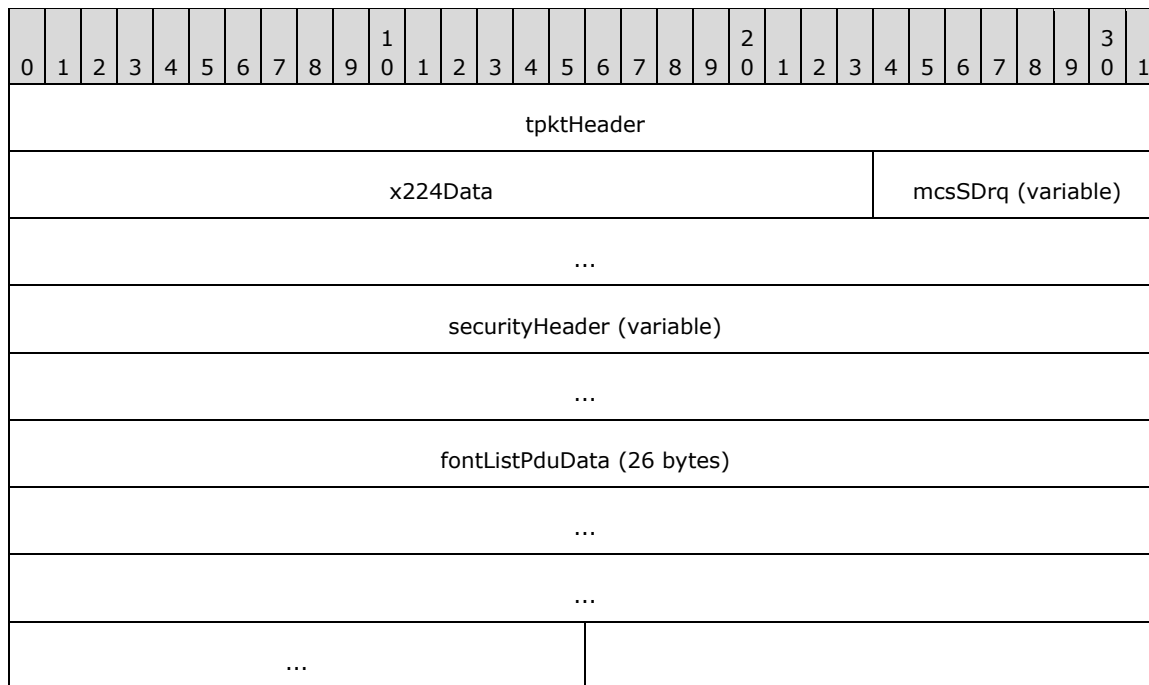 0 1 2 3 4 5 6 7 8 9 1 0 1 2 3 4 5 6 7 8 9 2 0 1 2 3 4 5 6 7 8 9 3 0 1
tpktHeader
x224Data mcsSDrq (variable)
...
securityHeader (variable)
...
fontListPduData (26 bytes)
...
...
...